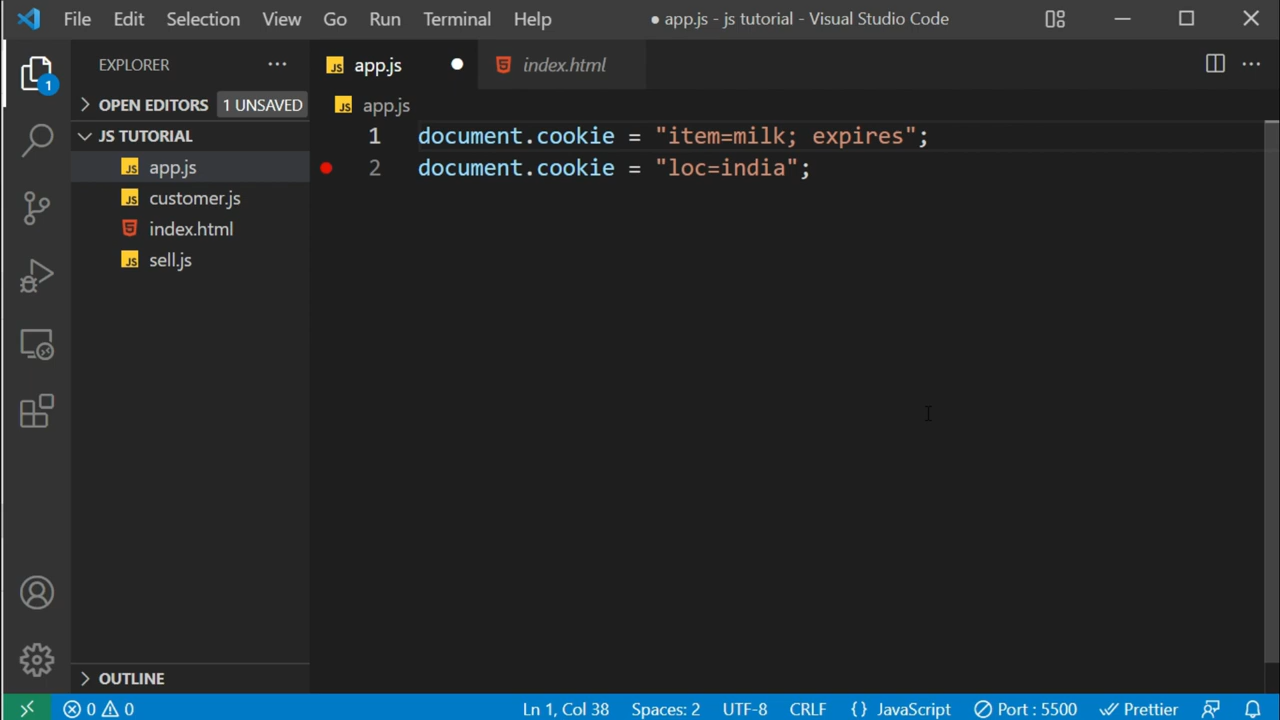 File Edit Selection View Go Run Terminal Help ● app.js - js tutorial - Visual Studio Code
EXPLORER ··· app.js ● index.html ···
1
OPEN EDITORS 1 UNSAVED app.js
JS TUTORIAL
1 document.cookie = "item=milk; expires";
app.js
2 document.cookie = "loc=india";
customer.js
index.html
sell.js
OUTLINE
0 0 Ln 1, Col 38 Spaces: 2 UTF-8 CRLF {} JavaScript Port : 5500 Prettier